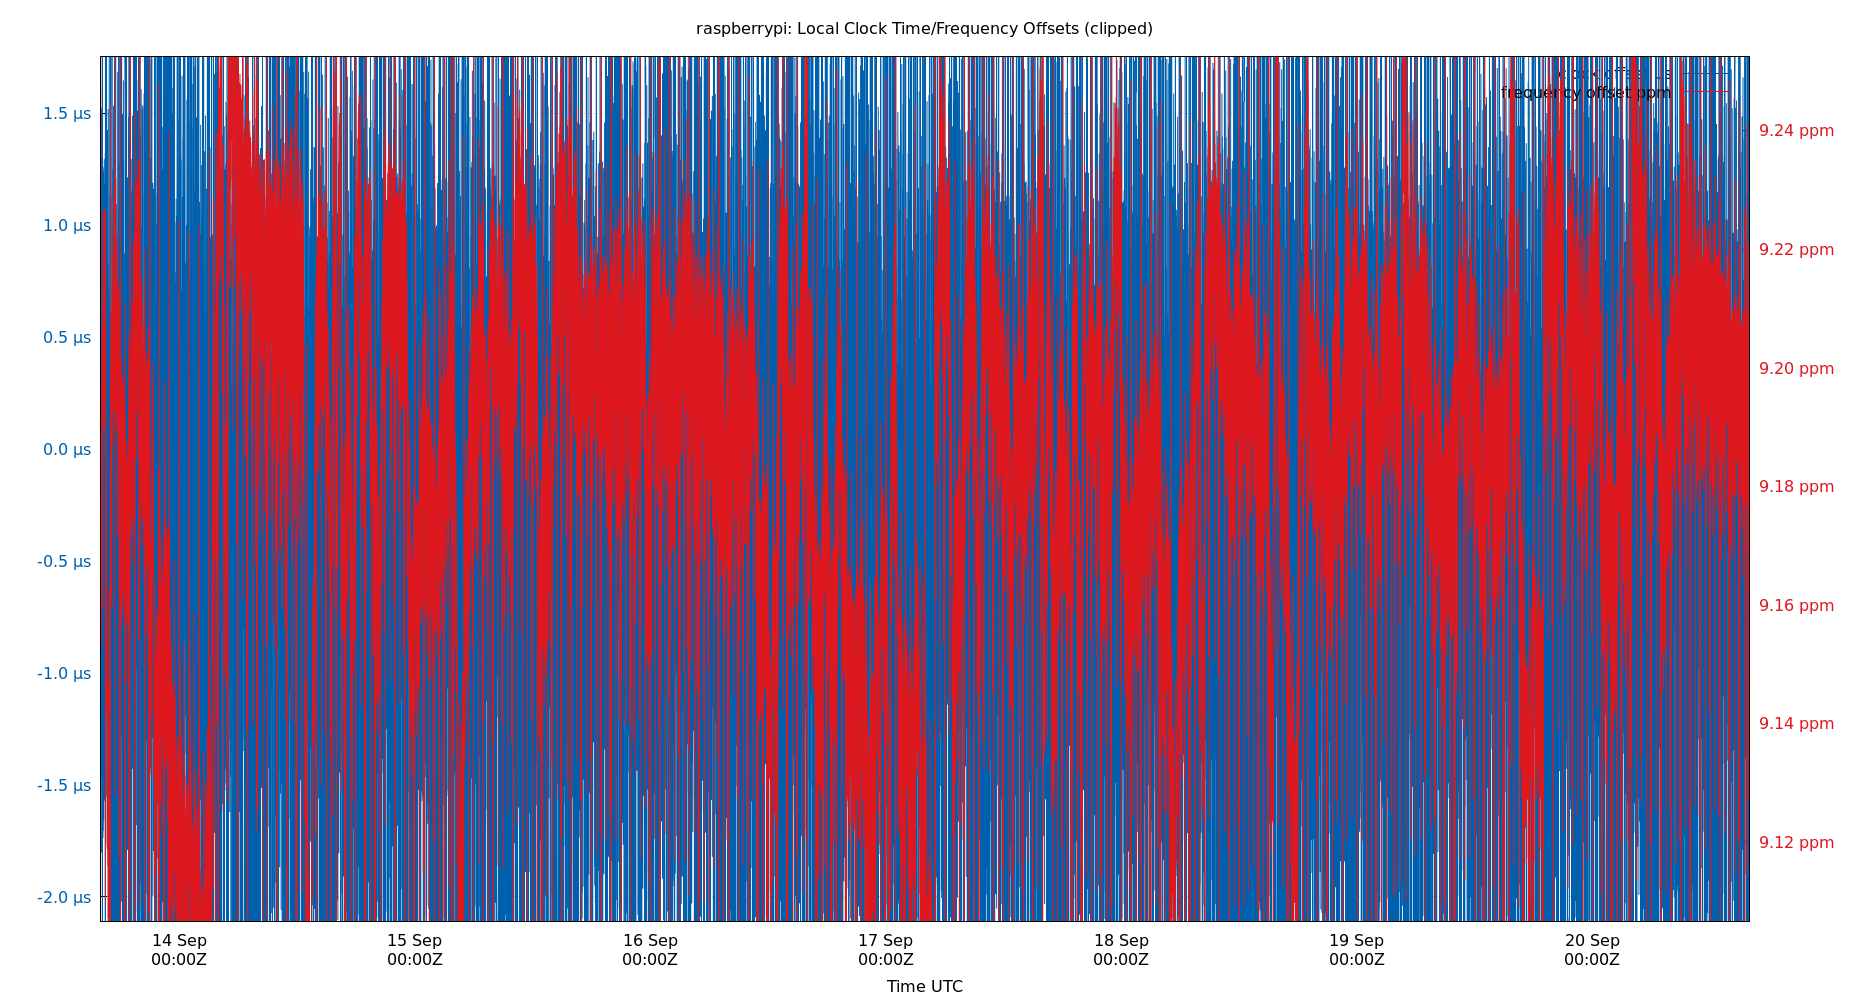 raspberrypi: Local Clock Time/Frequency Offsets (clipped)
clock offset µs
frequency offset ppm
1.5 µs
1.0 µs
0.5 µs
0.0 µs
-0.5 µs
-1.0 µs
-1.5 µs
-2.0 µs
9.24 ppm
9.22 ppm
9.20 ppm
9.18 ppm
9.16 ppm
9.14 ppm
9.12 ppm
14 Sep 15 Sep 16 Sep 17 Sep 18 Sep 19 Sep 20 Sep
00:00Z 00:00Z 00:00Z 00:00Z 00:00Z 00:00Z 00:00Z
Time UTC